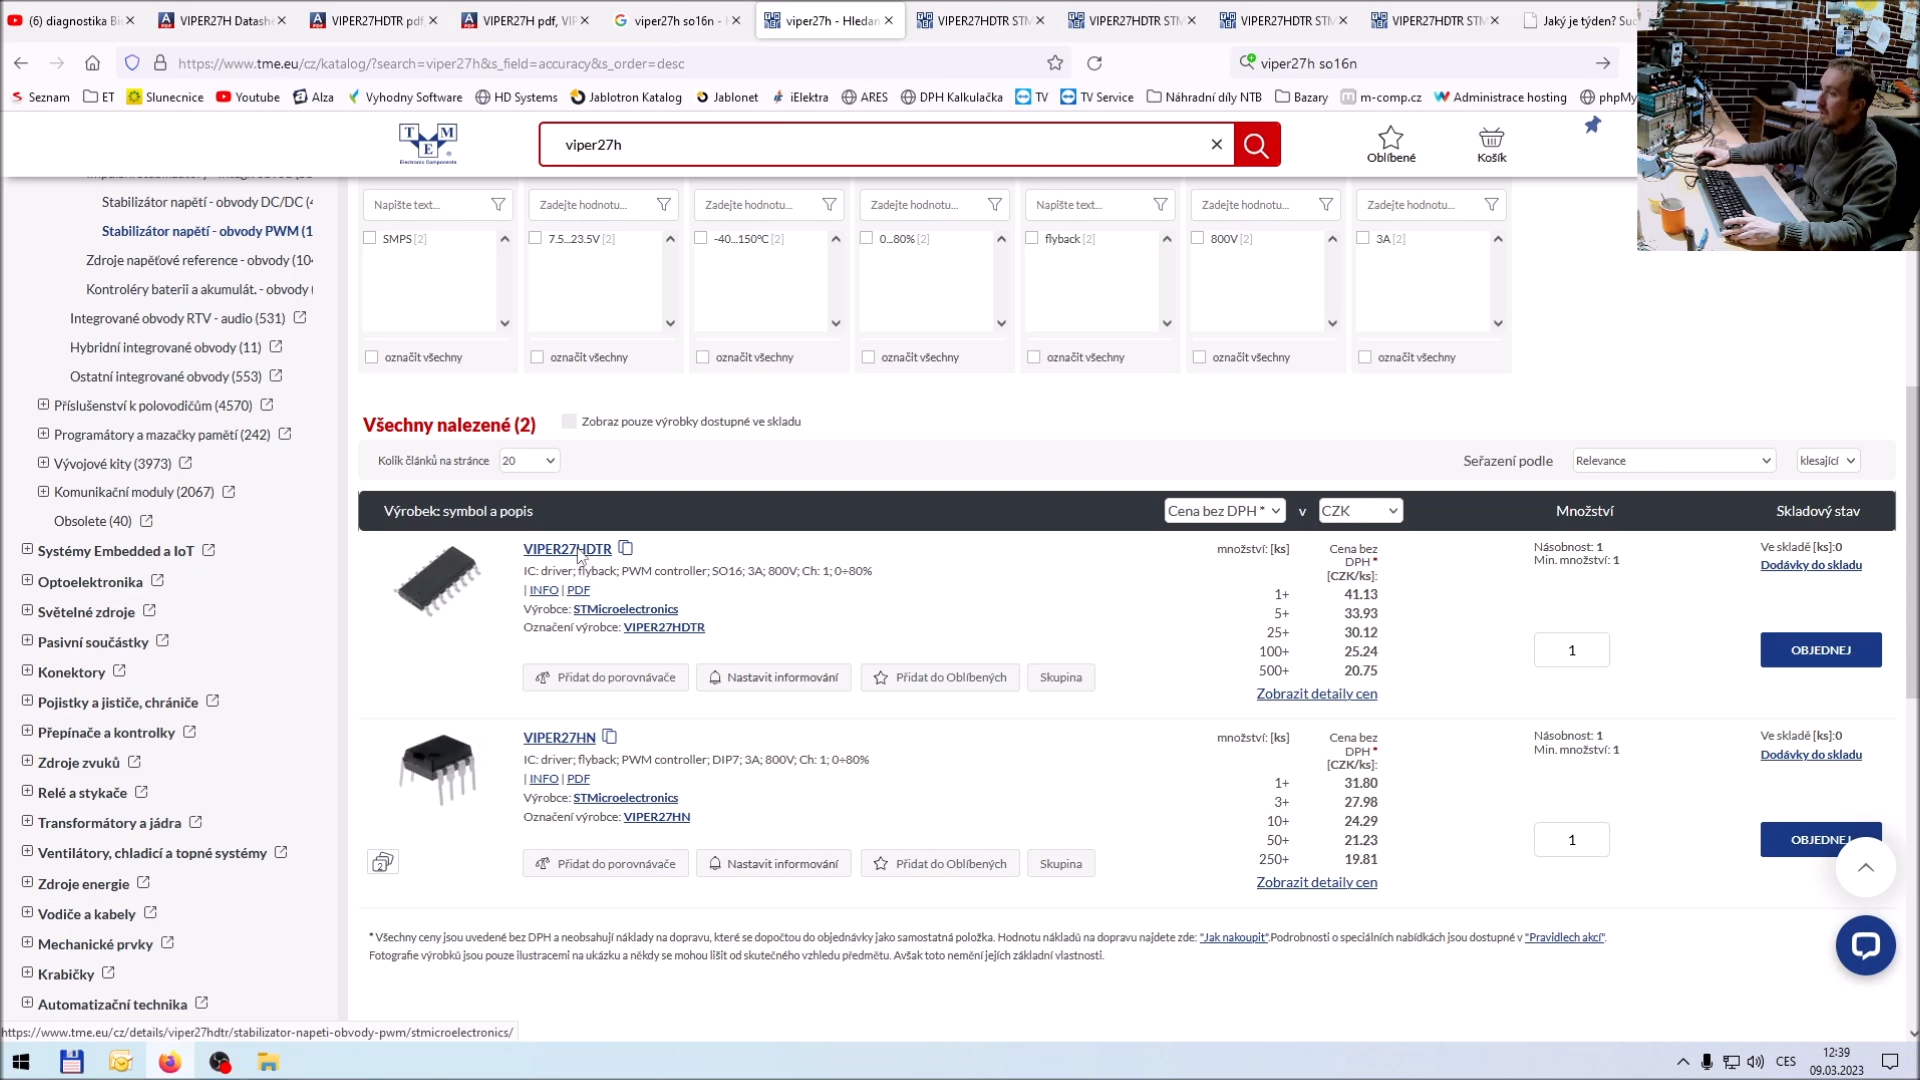 (6) diagnostika Bi
VIPER27H Datashe
VIPER27HDTR pdf,
VIPER27H pdf, VIP
viper27h so16n -
viper27h - Hledan
VIPER27HDTR STM
VIPER27HDTR STM
VIPER27HDTR STM
VIPER27HDTR STM
Jaký je týden?
https://www.tme.eu/cz/katalog/?search=viper27h&s_field=accuracy&s_order=desc
viper27h so16n
Seznam
ET
Slunecnice
Youtube
Alza
Vyhodny Software
HD Systems
Jablotron Katalog
Jablonet
iElektra
ARES
DPH Kalkulačka
TV
TV Service
Náhradní díly NTB
Bazary
m-comp.cz
Administrace hosting
phpMy
T M E
Electronic Components
viper27h
Oblíbené
Košík
Stabilizátor napětí - obvody DC/DC (4
Stabilizátor napětí - obvody PWM (1
Zdroje napěťové reference - obvody (10
Kontroléry baterii a akumulát. - obvody (
Integrované obvody RTV - audio (531)
Hybridní integrované obvody (11)
Ostatní integrované obvody (553)
Příslušenství k polovodičům (4570)
Programátory a mazačky pamětí (242)
Vývojové kity (3973)
Komunikační moduly (2067)
Obsolete (40)
Systémy Embedded a IoT
Optoelektronika
Světelné zdroje
Pasivní součástky
Konektory
Pojistky a jističe, chrániče
Přepínače a kontrolky
Zdroje zvuků
Relé a stykače
Transformátory a jádra
Ventilátory, chladicí a topné systémy
Zdroje energie
Vodiče a kabely
Mechanické prvky
Krabičky
Automatizační technika
Napište text...
Zadejte hodnotu...
Zadejte hodnotu...
Zadejte hodnotu...
Napište text...
Zadejte hodnotu...
Zadejte hodnotu...
SMPS [2]
7.5...23.5V [2]
-40...150°C [2]
0...80% [2]
flyback [2]
800V [2]
3A [2]
označit všechny
označit všechny
označit všechny
označit všechny
označit všechny
označit všechny
označit všechny
Všechny nalezené (2)
Zobraz pouze výrobky dostupné ve skladu
Kolik článků na stránce
20
Seřazení podle
Relevance
klesající
Výrobek: symbol a popis
Cena bez DPH *
v
CZK
Množství
Skladový stav
VIPER27HDTR
IC: driver; flyback; PWM controller; SO16; 3A; 800V; Ch: 1; 0÷80%
| INFO | PDF
Výrobce: STMicroelectronics
Označení výrobce: VIPER27HDTR
Přidat do porovnávače
Nastavit informování
Přidat do Oblíbených
Skupina
množství: [ks]
Cena bez
DPH *
[CZK/ks]:
1+ 41.13
5+ 33.93
25+ 30.12
100+ 25.24
500+ 20.75
Zobrazit detaily cen
Násobnost: 1
Min. množství: 1
1
Ve skladě [ks]:0
Dodávky do skladu
OBJEDNEJ
VIPER27HN
IC: driver; flyback; PWM controller; DIP7; 3A; 800V; Ch: 1; 0÷80%
| INFO | PDF
Výrobce: STMicroelectronics
Označení výrobce: VIPER27HN
2
Přidat do porovnávače
Nastavit informování
Přidat do Oblíbených
Skupina
množství: [ks]
Cena bez
DPH *
[CZK/ks]:
1+ 31.80
3+ 27.98
10+ 24.29
50+ 21.23
250+ 19.81
Zobrazit detaily cen
Násobnost: 1
Min. množství: 1
1
Ve skladě [ks]:0
Dodávky do skladu
OBJEDNEJ
* Všechny ceny jsou uvedené bez DPH a neobsahují náklady na dopravu, které se dopočtou do objednávky jako samostatná položka. Hodnotu nákladů na dopravu najdete zde: "Jak nakoupit".Podrobnosti o speciálních nabídkách jsou dostupné v "Pravidlech akcí".
Fotografie výrobků jsou pouze ilustracemi na ukázku a někdy se mohou lišit od skutečného vzhledu předmětu. Avšak toto nemění jejich základní vlastnosti.
https://www.tme.eu/cz/details/viper27hdtr/stabilizator-napeti-obvody-pwm/stmicroelectronics/
CES
12:39
09.03.2023